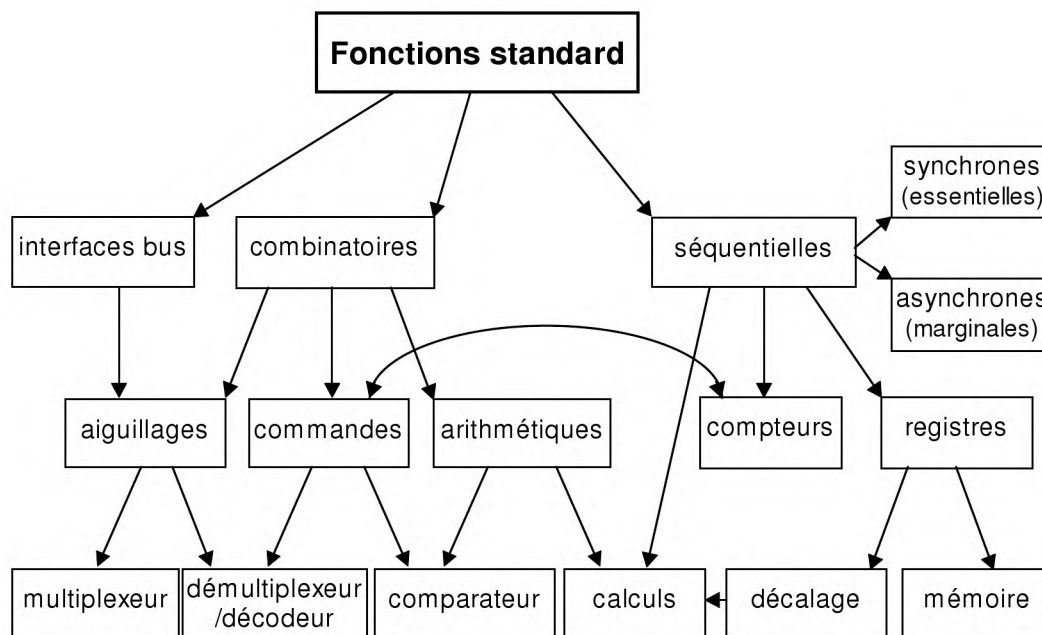 Fonctions standard
synchrones
(essentielles)
interfaces bus
combinatoires
séquentielles
asynchrones
(marginales)
aiguillages
commandes
arithmétiques
compteurs
registres
multiplexeur
démultiplexeur
/décodeur
comparateur
calculs
décalage
mémoire